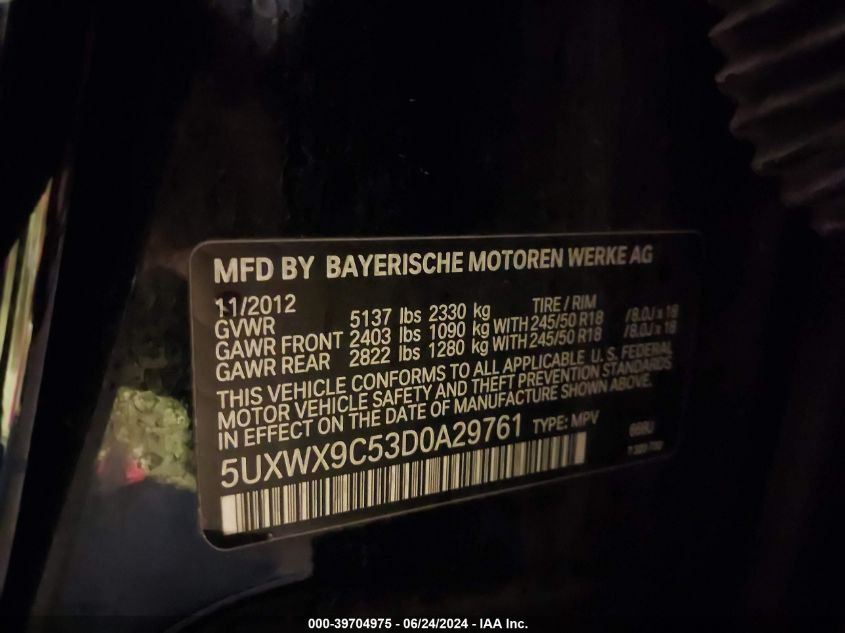 MFD BY BAYERISCHE MOTOREN WERKE AG
11/2012
GVWR 5137 lbs 2330 kg TIRE / RIM
GAWR FRONT 2403 lbs 1090 kg WITH 245/50 R18 /8.0J x 18
GAWR REAR 2822 lbs 1280 kg WITH 245/50 R18 /8.0J x 18
THIS VEHICLE CONFORMS TO ALL APPLICABLE U.S. FEDERAL
MOTOR VEHICLE SAFETY AND THEFT PREVENTION STANDARDS
IN EFFECT ON THE DATE OF MANUFACTURE SHOWN ABOVE.
5UXWX9C53D0A29761 TYPE: MPV
000-39704975 - 06/24/2024 - IAA Inc.